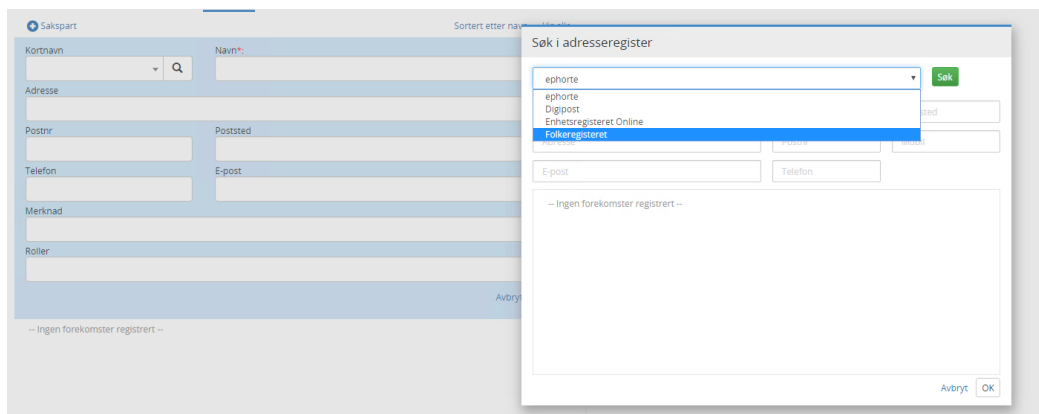 Sakspart
Sortert etter navn
Kortnavn
Navn*:
Adresse
Postnr
Poststed
Telefon
E-post
Merknad
Roller
Avbryt
-- Ingen forekomster registrert --
Søk i adresseregister
ephorte
Søk
ephorte
Digipost
Enhetsregisteret Online
Folkeregisteret
Adresse
Postnr
Mobil
E-post
Telefon
-- Ingen forekomster registrert --
Avbryt OK